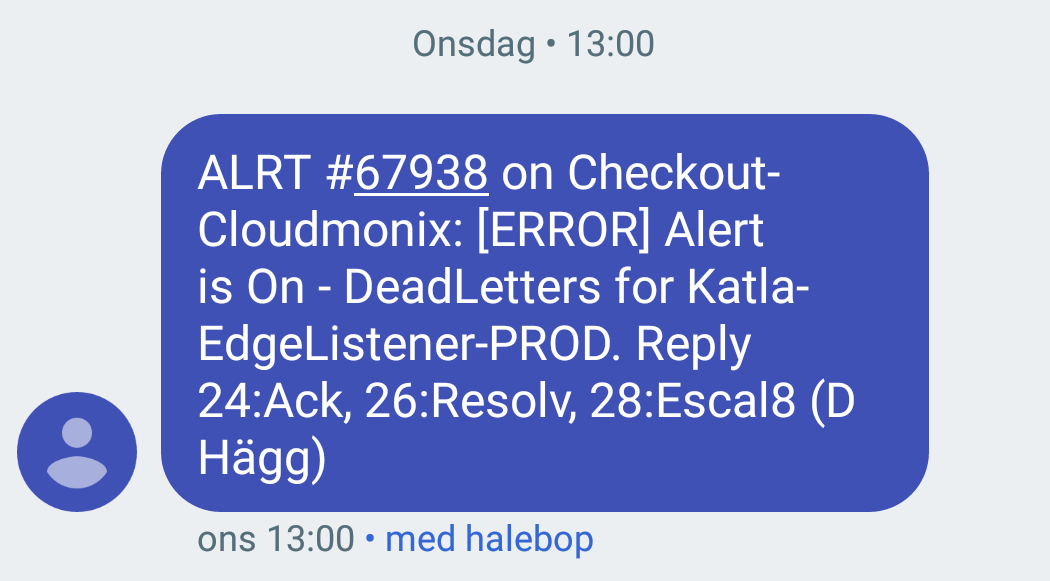 Onsdag • 13:00
ALRT #67938 on Checkout-
Cloudmonix: [ERROR] Alert
is On - DeadLetters for Katla-
EdgeListener-PROD. Reply
24:Ack, 26:Resolv, 28:Escal8 (D
Hägg)
ons 13:00 • med halebop